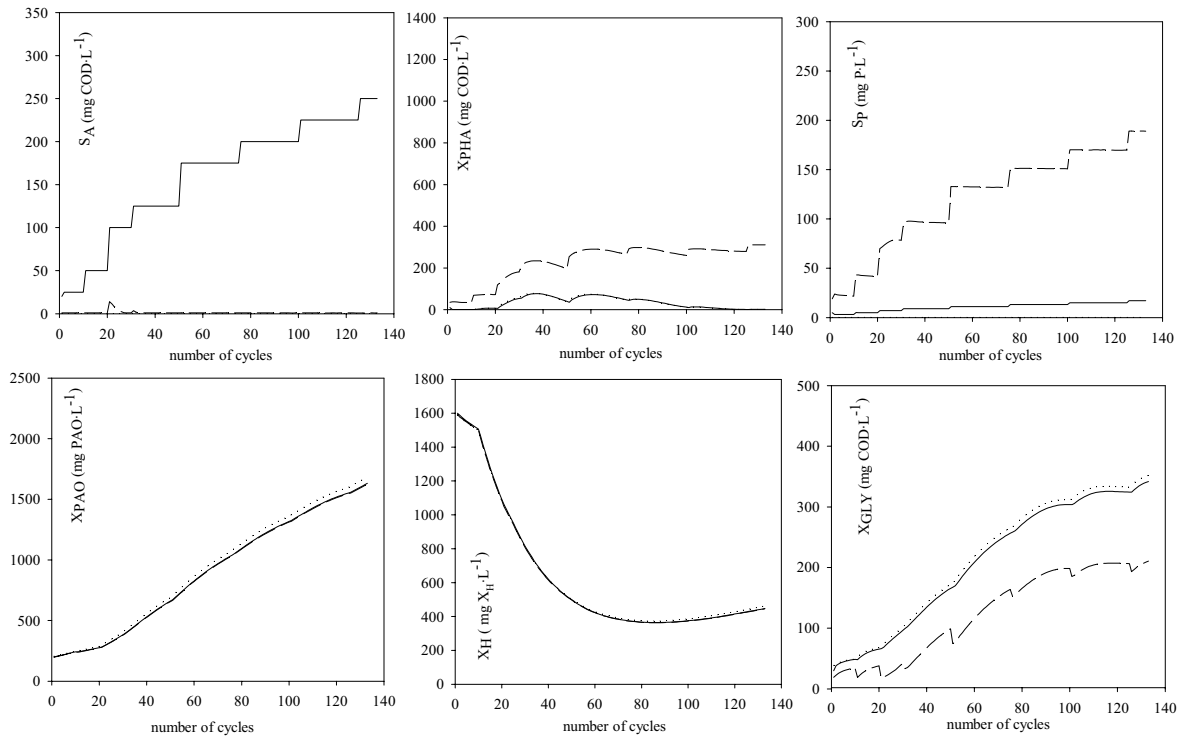 S_A (mg COD·L^-1)
350
300
250
200
150
100
50
0
0 20 40 60 80 100 120 140
number of cycles
X_PHA (mg COD·L^-1)
1400
1200
1000
800
600
400
200
0
0 20 40 60 80 100 120 140
number of cycles
S_P (mg P·L^-1)
350
300
250
200
150
100
50
0
0 20 40 60 80 100 120 140
number of cycles
X_PAO (mg PAO·L^-1)
2500
2000
1500
1000
500
0
0 20 40 60 80 100 120 140
number of cycles
X_H ( mg X_H·L^-1)
1800
1600
1400
1200
1000
800
600
400
200
0
0 20 40 60 80 100 120 140
number of cycles
X_GLY (mg COD·L^-1)
500
400
300
200
100
0
0 20 40 60 80 100 120 140
number of cycles